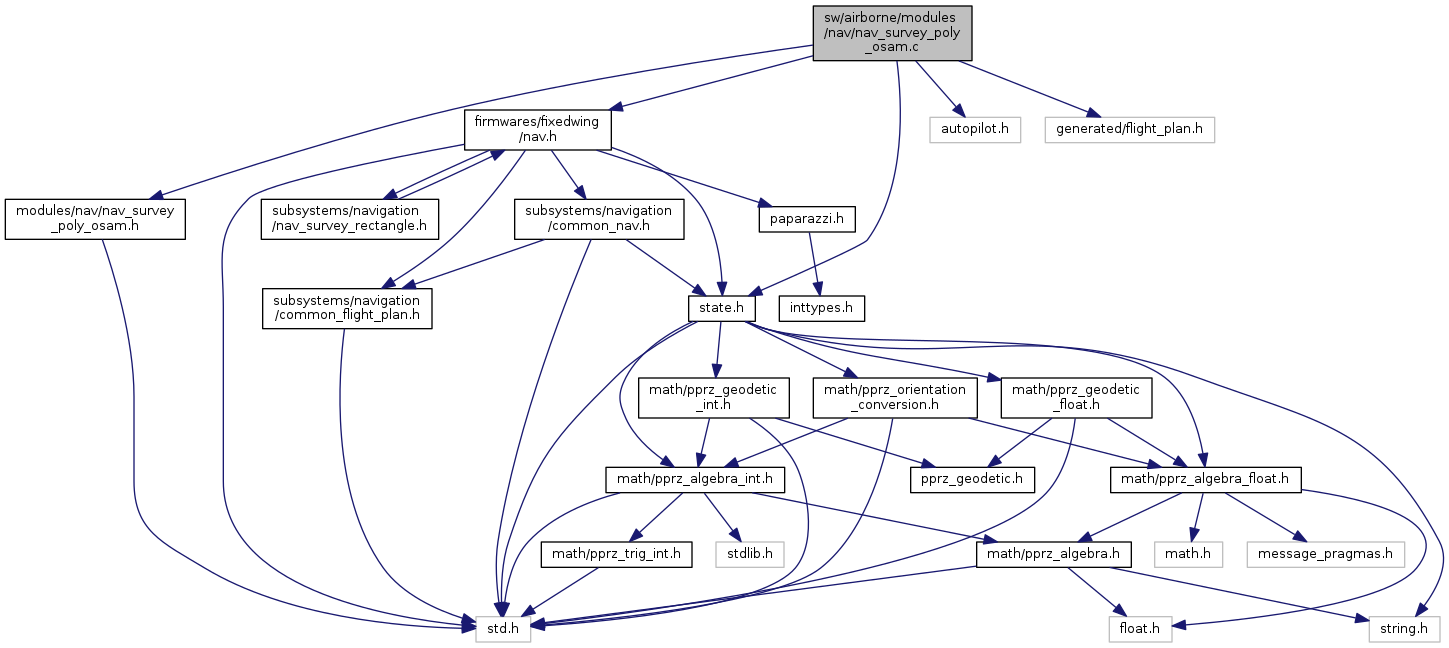 sw/airborne/modules
/nav/nav_survey_poly
_osam.c
firmwares/fixedwing
/nav.h
autopilot.h
generated/flight_plan.h
modules/nav/nav_survey
_poly_osam.h
subsystems/navigation
/nav_survey_rectangle.h
subsystems/navigation
/common_nav.h
paparazzi.h
subsystems/navigation
/common_flight_plan.h
state.h
inttypes.h
math/pprz_geodetic
_int.h
math/pprz_orientation
_conversion.h
math/pprz_geodetic
_float.h
math/pprz_algebra_int.h
pprz_geodetic.h
math/pprz_algebra_float.h
math/pprz_trig_int.h
stdlib.h
math/pprz_algebra.h
math.h
message_pragmas.h
std.h
float.h
string.h